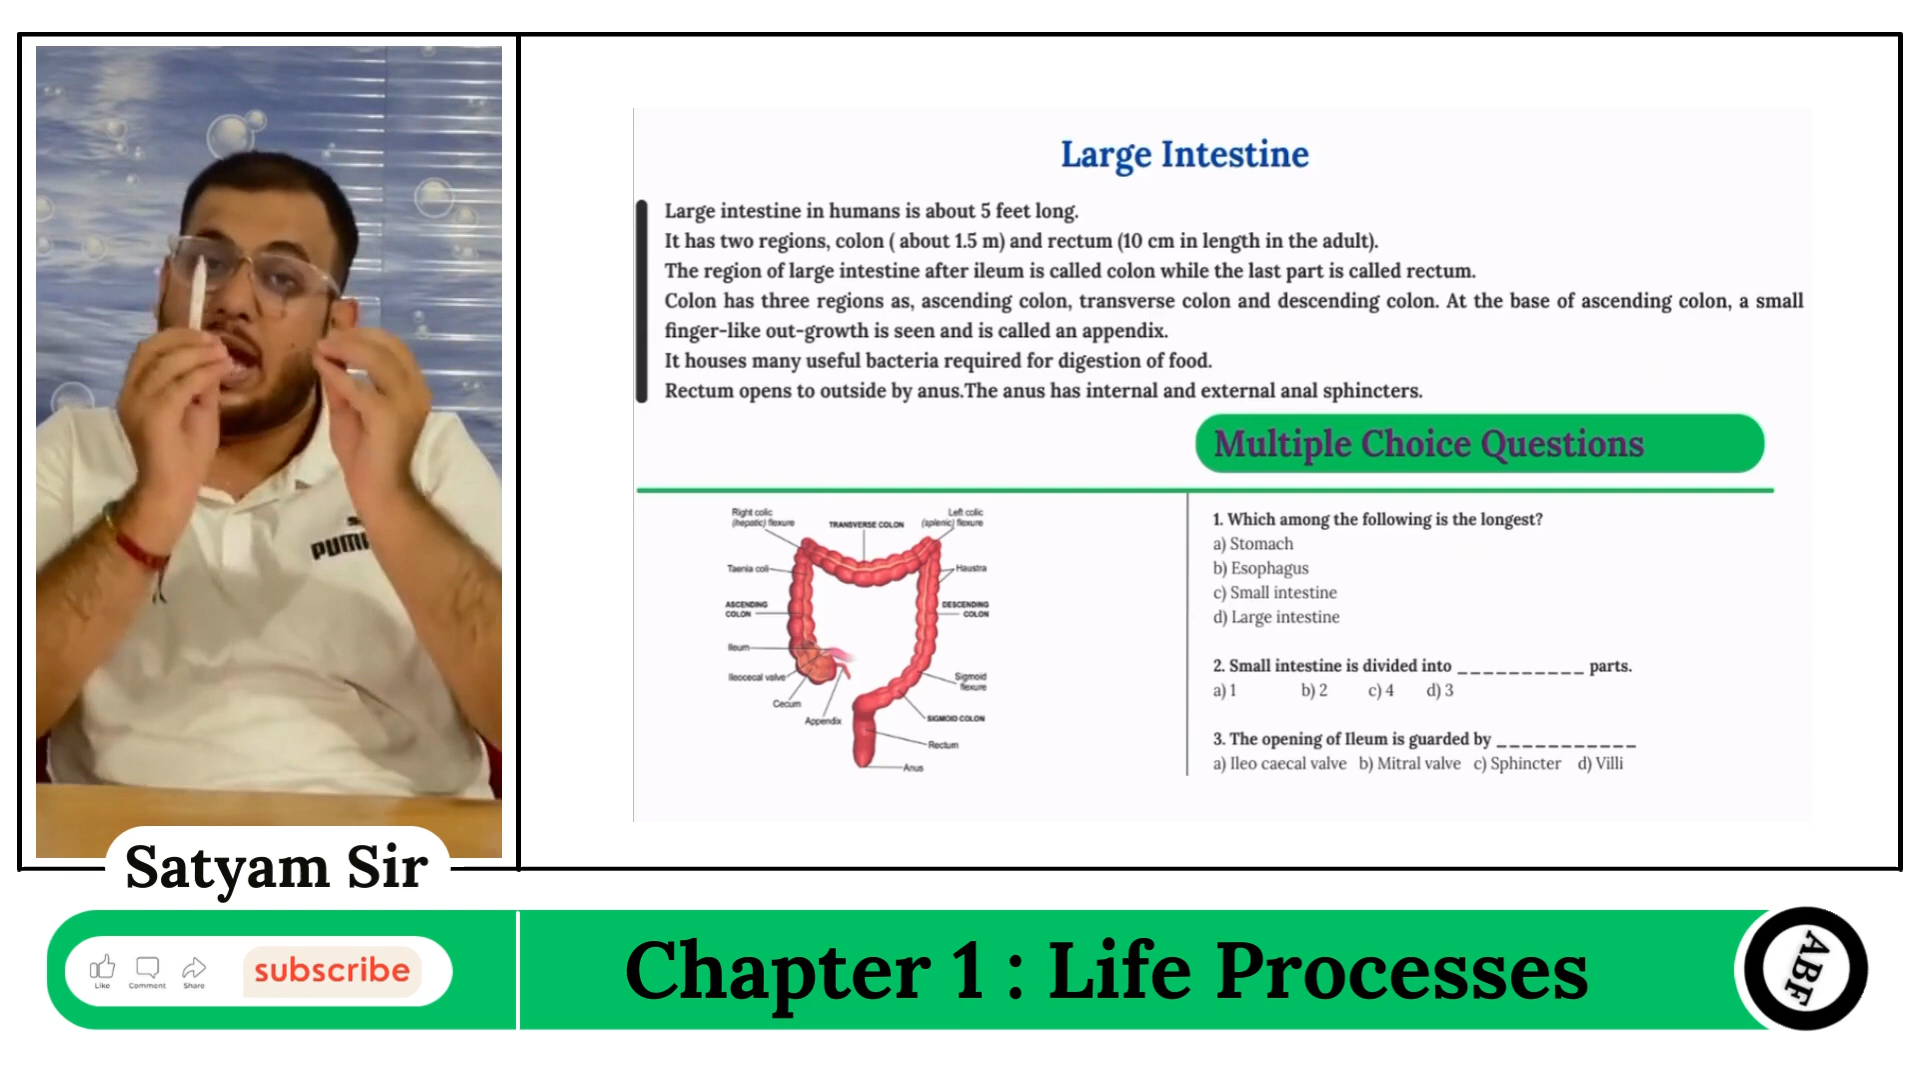 Large Intestine
Large intestine in humans is about 5 feet long.
It has two regions, colon ( about 1.5 m) and rectum (10 cm in length in the adult).
The region of large intestine after ileum is called colon while the last part is called rectum.
Colon has three regions as, ascending colon, transverse colon and descending colon. At the base of ascending colon, a small
finger-like out-growth is seen and is called an appendix.
It houses many useful bacteria required for digestion of food.
Rectum opens to outside by anus.The anus has internal and external anal sphincters.
Multiple Choice Questions
Right colic
(hepatic) flexure
TRANSVERSE COLON
Left colic
(splenic) flexure
Taenia coli
Haustra
ASCENDING
COLON
DESCENDING
COLON
Ileum
Ileocecal valve
Sigmoid
flexure
Cecum
Appendix
SIGMOID COLON
Rectum
Anus
1. Which among the following is the longest?
a) Stomach
b) Esophagus
c) Small intestine
d) Large intestine
2. Small intestine is divided into __________ parts.
a) 1 b) 2 c) 4 d) 3
3. The opening of Ileum is guarded by ___________
a) Ileo caecal valve b) Mitral valve c) Sphincter d) Villi
PUMA
Satyam Sir
Like
Comment
Share
subscribe
Chapter 1 : Life Processes
ABF